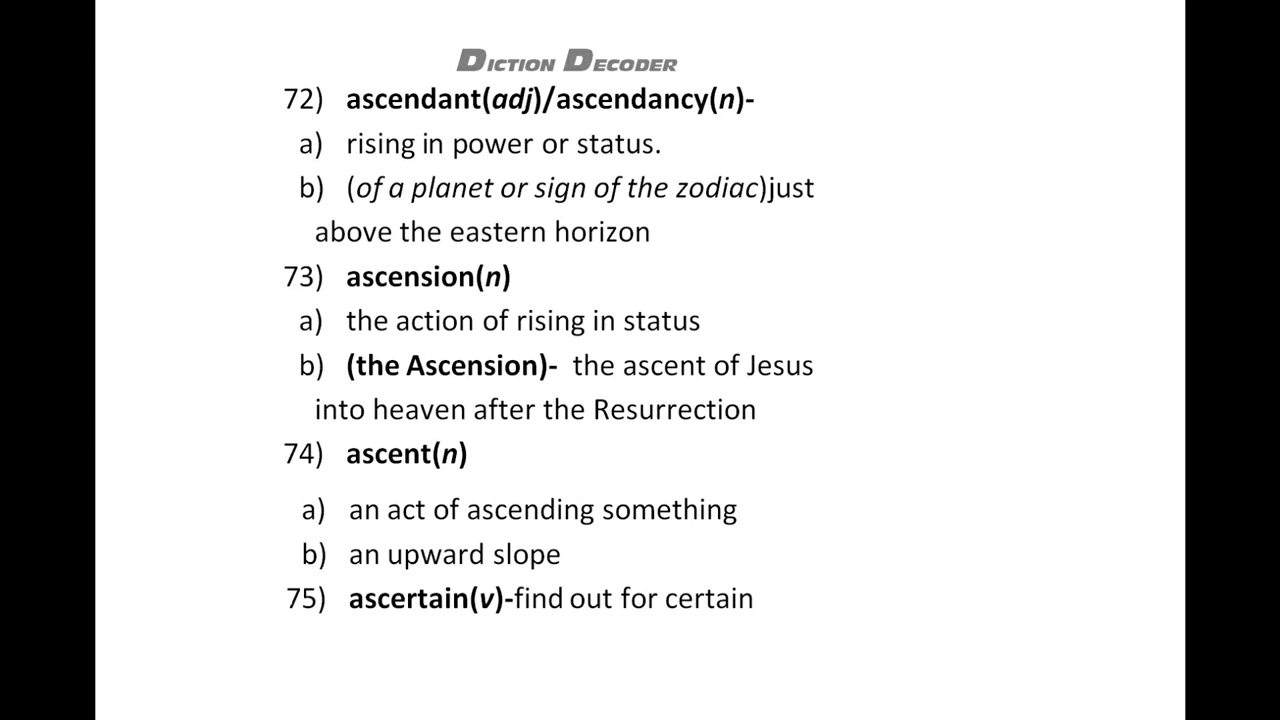 DICTION DECODER
72) ascendant(adj)/ascendancy(n)-
a) rising in power or status.
b) (of a planet or sign of the zodiac)just
above the eastern horizon
73) ascension(n)
a) the action of rising in status
b) (the Ascension)- the ascent of Jesus
into heaven after the Resurrection
74) ascent(n)
a) an act of ascending something
b) an upward slope
75) ascertain(v)-find out for certain